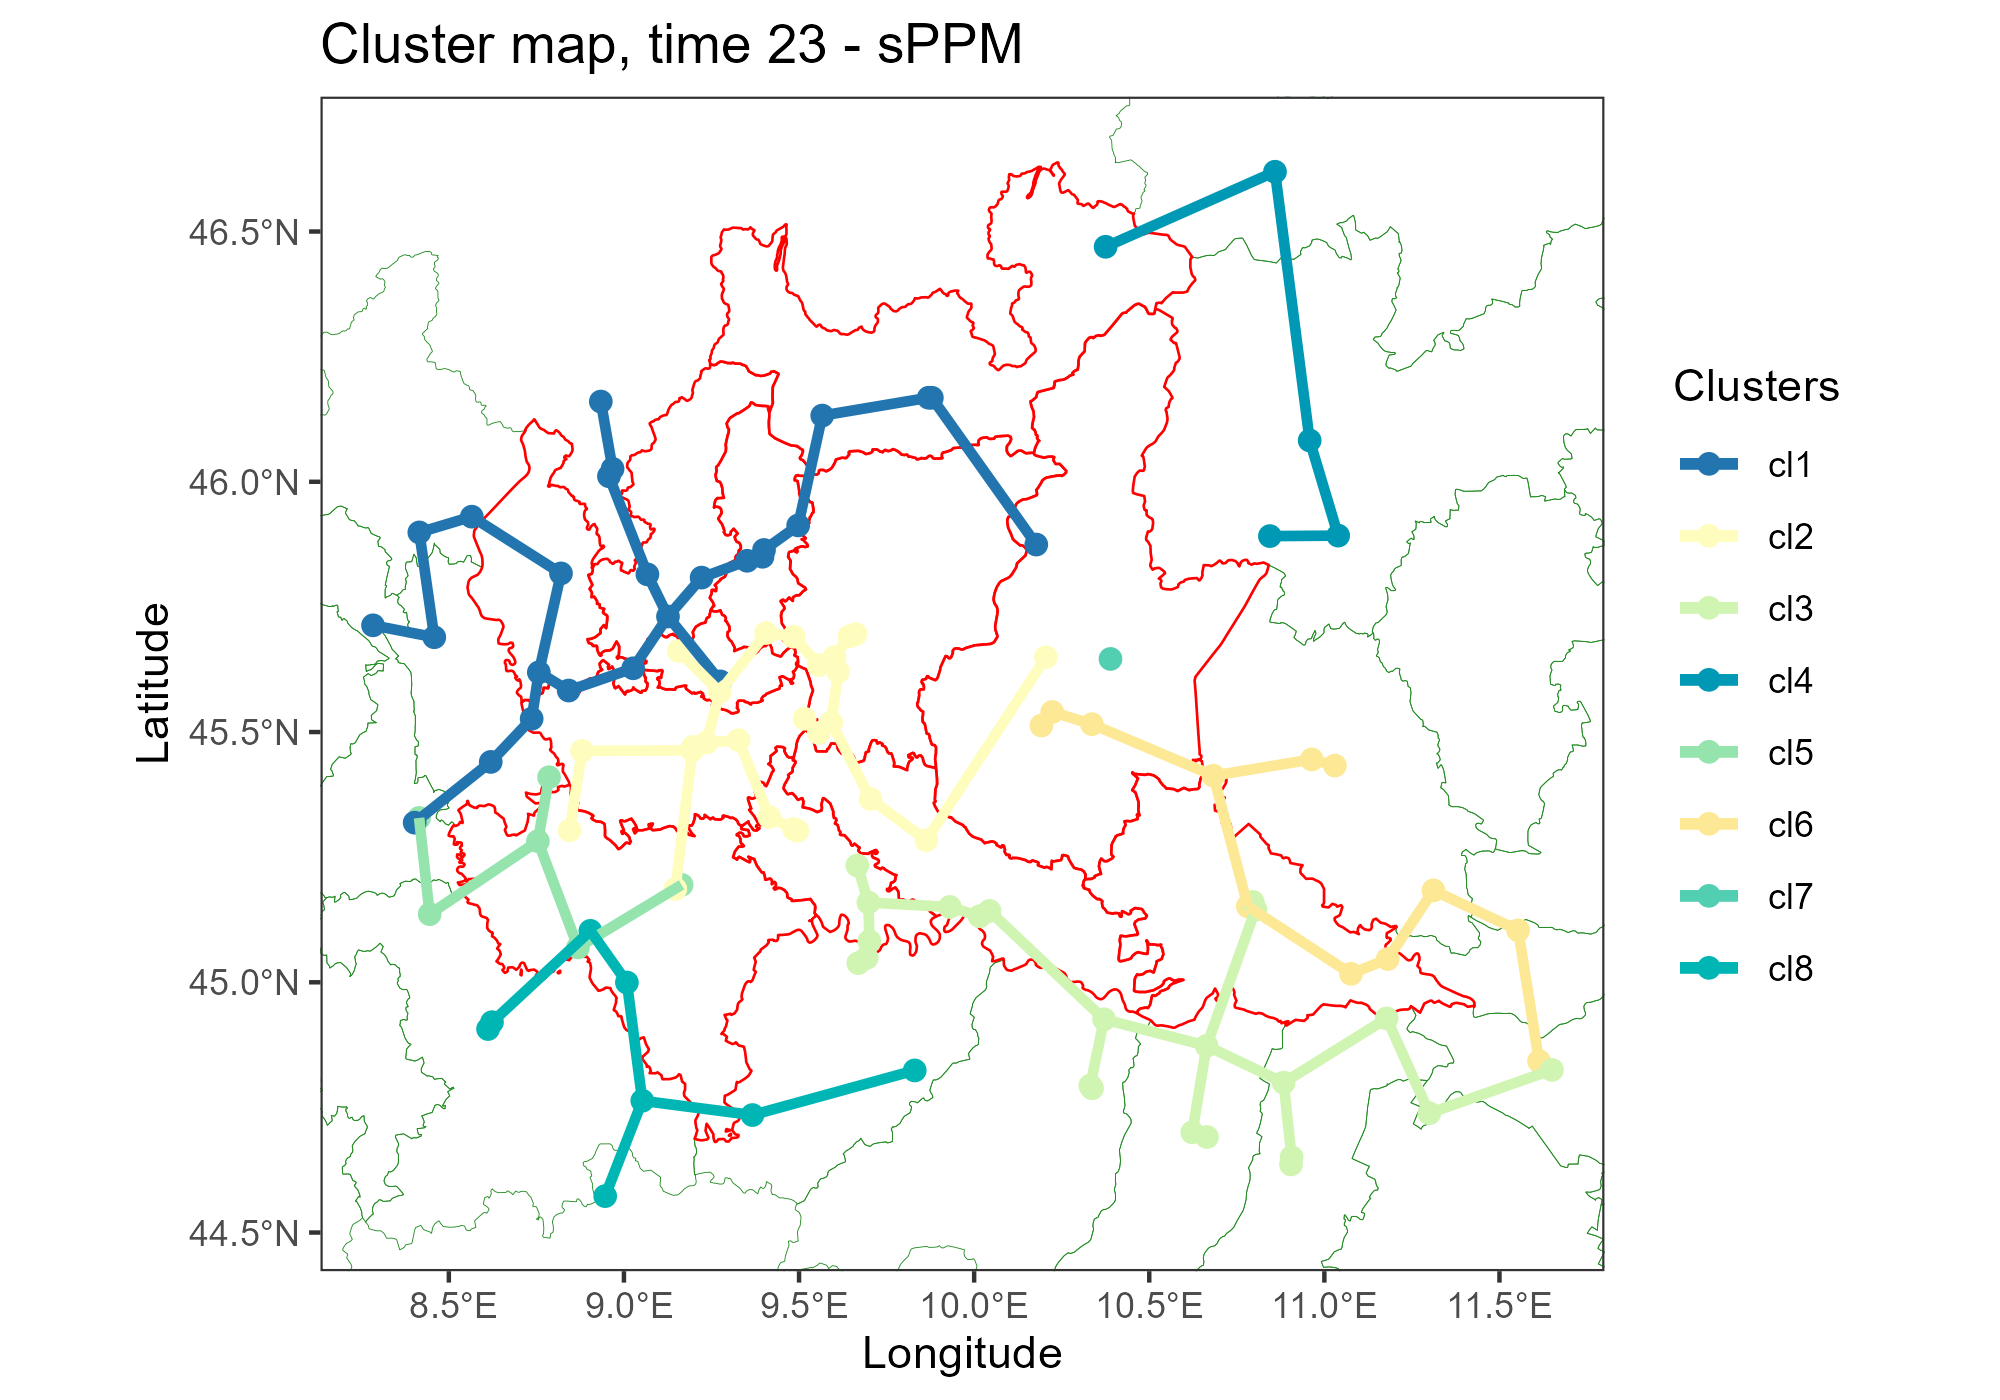 Cluster map, time 23 - sPPM
46.5°N
46.0°N
45.5°N
45.0°N
44.5°N
Latitude
8.5°E
9.0°E
9.5°E
10.0°E
10.5°E
11.0°E
11.5°E
Longitude
Clusters
cl1
cl2
cl3
cl4
cl5
cl6
cl7
cl8